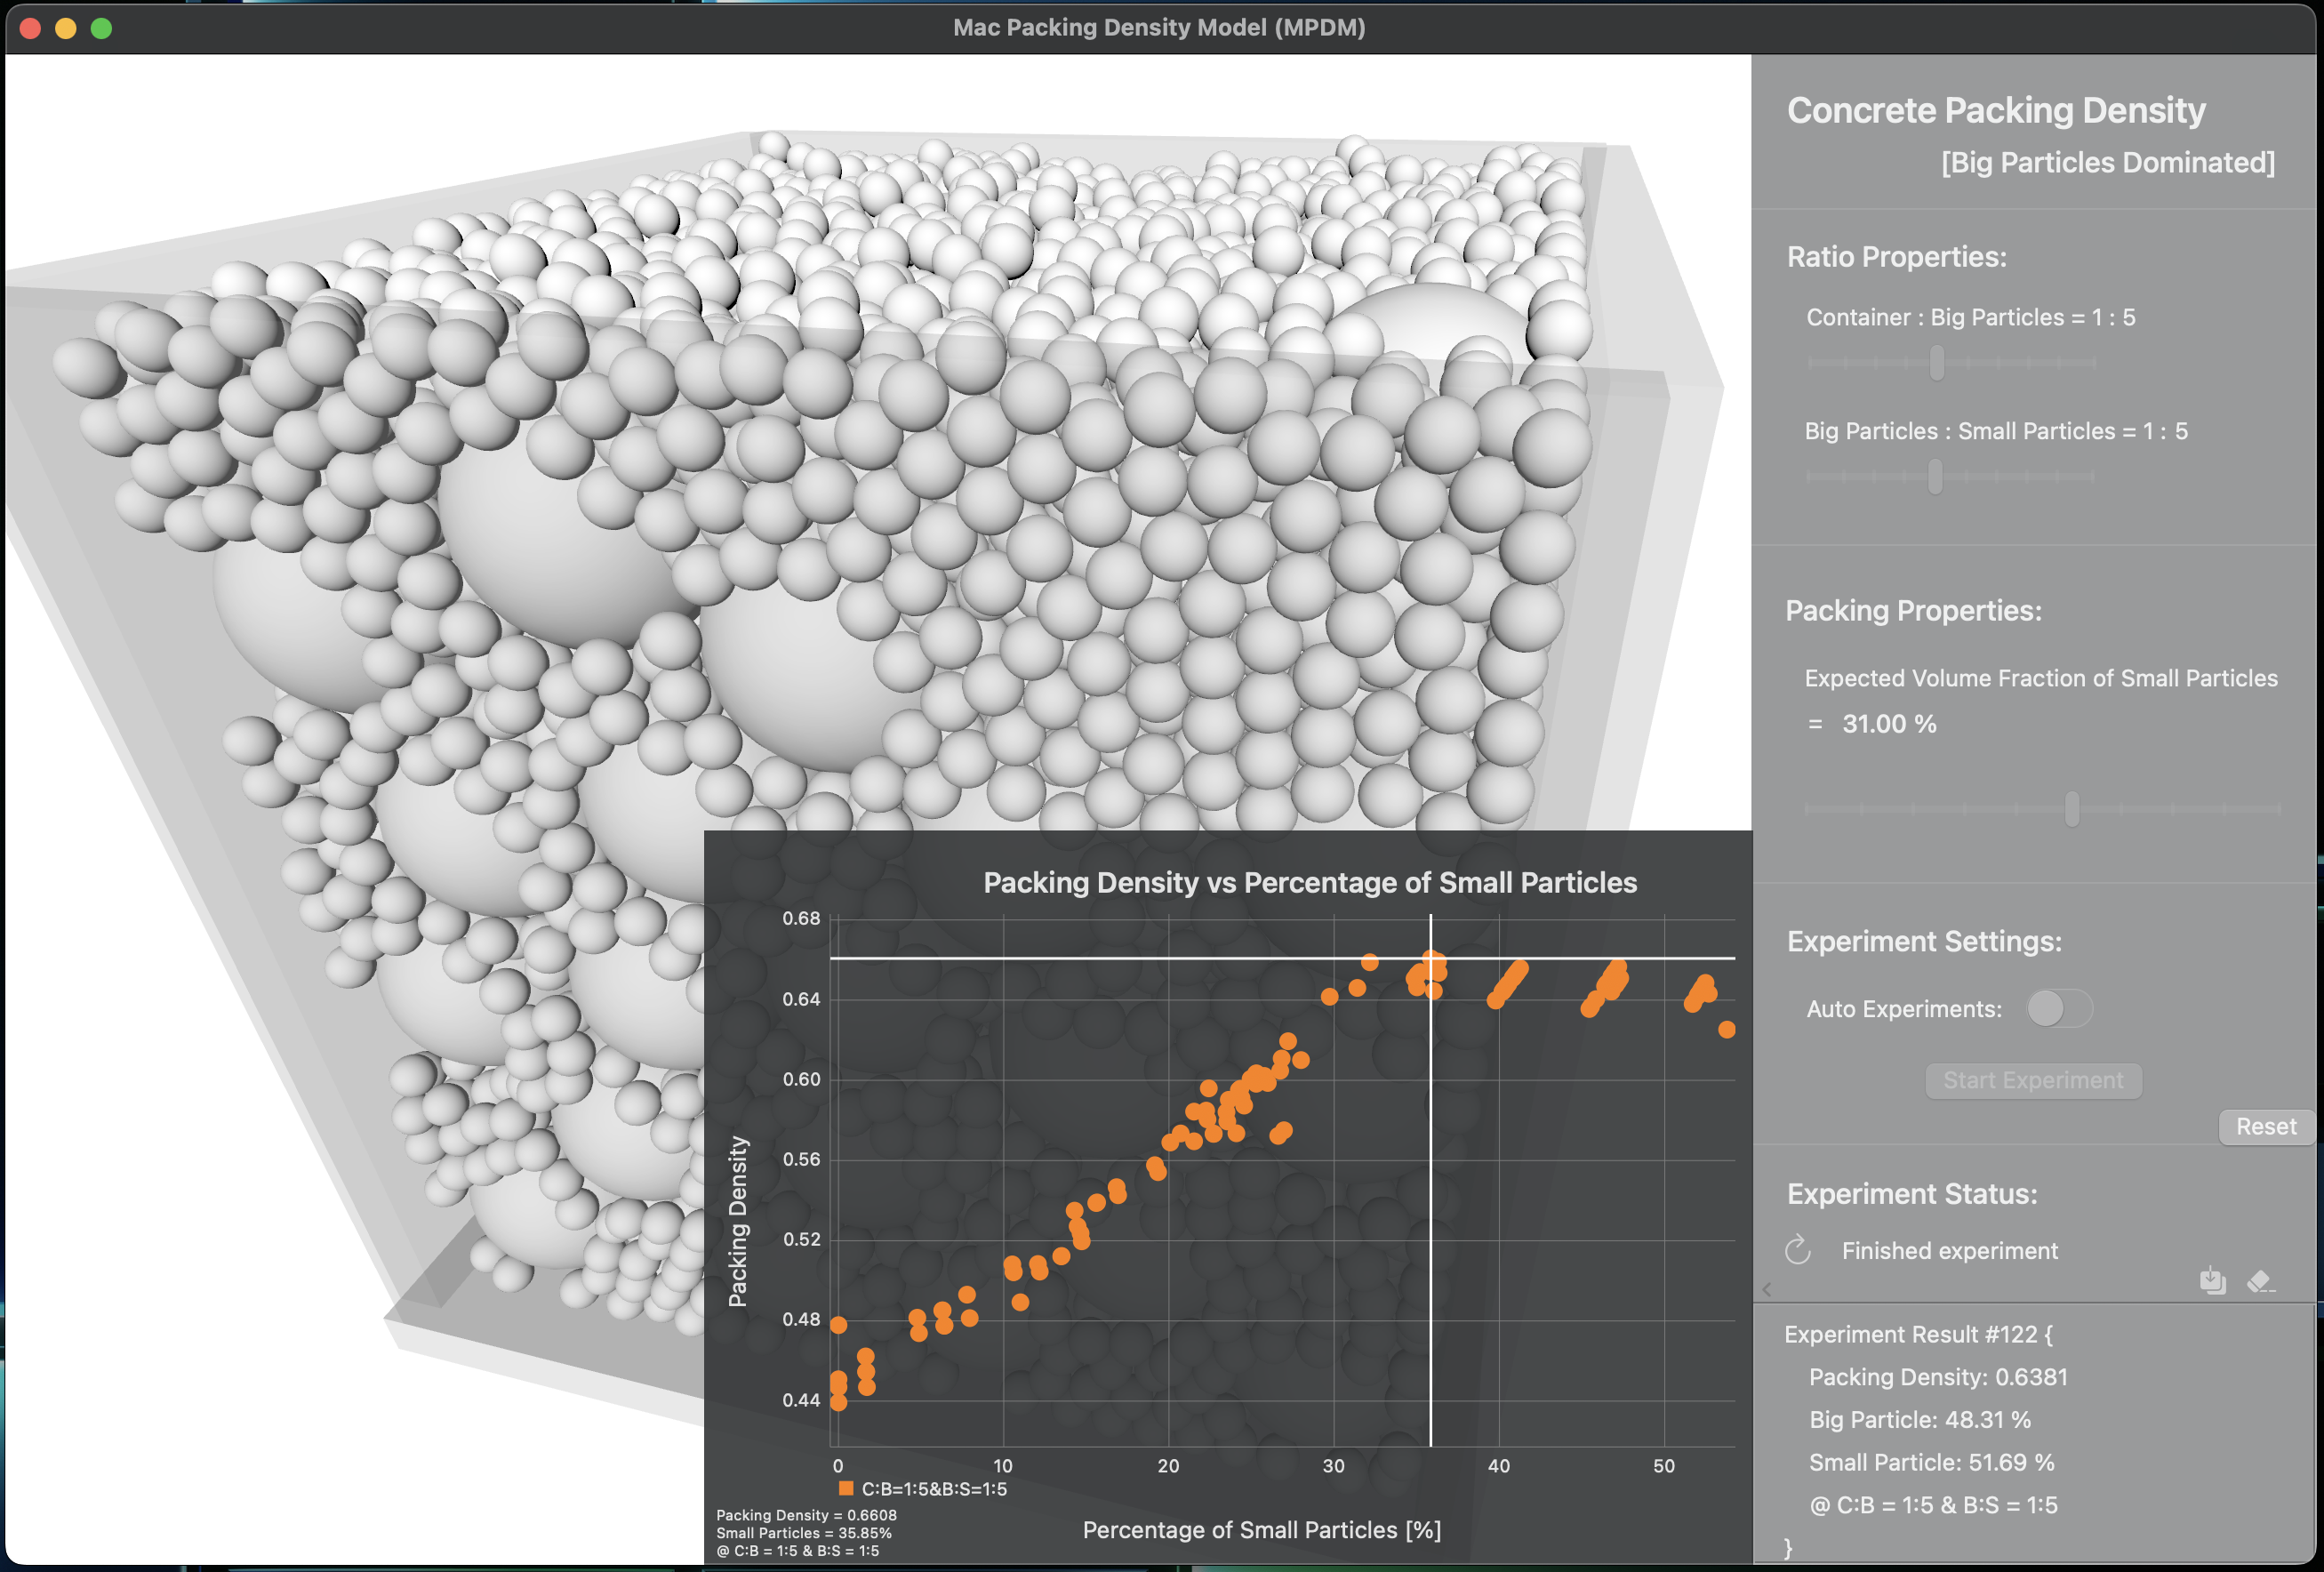 Mac Packing Density Model (MPDM)
Concrete Packing Density
[Big Particles Dominated]
Ratio Properties:
Container : Big Particles = 1 : 5
Big Particles : Small Particles = 1 : 5
Packing Properties:
Expected Volume Fraction of Small Particles
= 31.00 %
Experiment Settings:
Auto Experiments:
Start Experiment
Reset
Experiment Status:
Finished experiment
Experiment Result #122 {
Packing Density: 0.6381
Big Particle: 48.31 %
Small Particle: 51.69 %
@ C:B = 1:5 & B:S = 1:5
}
Packing Density vs Percentage of Small Particles
0.68
0.64
0.60
0.56
0.52
0.48
0.44
Packing Density
0 10 20 30 40 50
C:B=1:5&B:S=1:5
Percentage of Small Particles [%]
Packing Density = 0.6608
Small Particles = 35.85%
@ C:B = 1:5 & B:S = 1:5